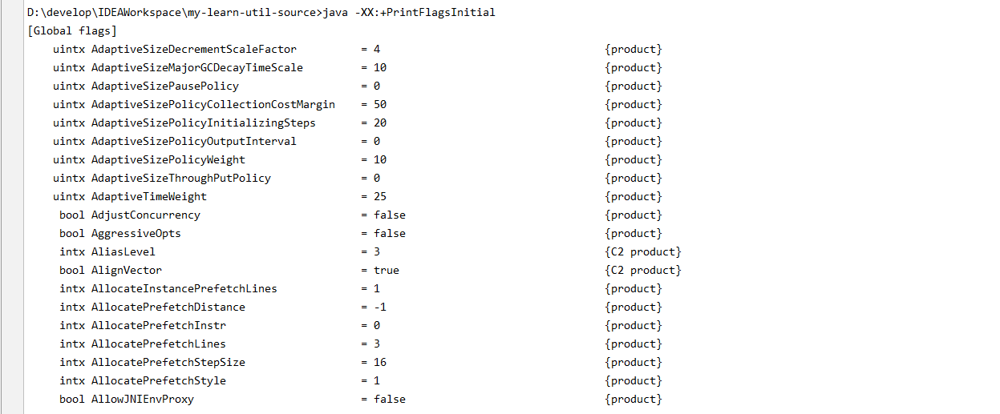 D:\develop\IDEAWorkspace\my-learn-util-source>java -XX:+PrintFlagsInitial
[Global flags]
uintx AdaptiveSizeDecrementScaleFactor = 4 {product}
uintx AdaptiveSizeMajorGCDecayTimeScale = 10 {product}
uintx AdaptiveSizePausePolicy = 0 {product}
uintx AdaptiveSizePolicyCollectionCostMargin = 50 {product}
uintx AdaptiveSizePolicyInitializingSteps = 20 {product}
uintx AdaptiveSizePolicyOutputInterval = 0 {product}
uintx AdaptiveSizePolicyWeight = 10 {product}
uintx AdaptiveSizeThroughPutPolicy = 0 {product}
uintx AdaptiveTimeWeight = 25 {product}
bool AdjustConcurrency = false {product}
bool AggressiveOpts = false {product}
intx AliasLevel = 3 {C2 product}
bool AlignVector = true {C2 product}
intx AllocateInstancePrefetchLines = 1 {product}
intx AllocatePrefetchDistance = -1 {product}
intx AllocatePrefetchInstr = 0 {product}
intx AllocatePrefetchLines = 3 {product}
intx AllocatePrefetchStepSize = 16 {product}
intx AllocatePrefetchStyle = 1 {product}
bool AllowJNIEnvProxy = false {product}